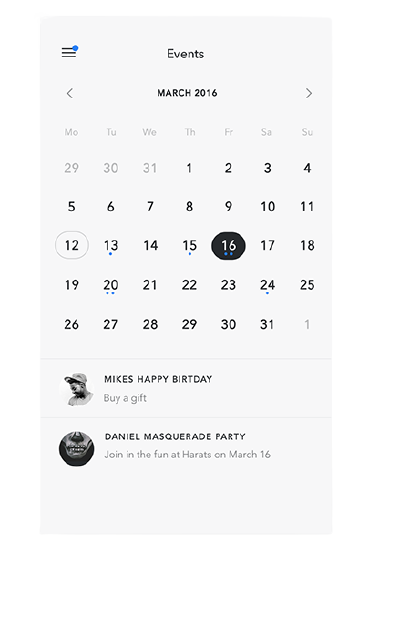 Events
MARCH 2016
Mo Tu We Th Fr Sa Su
29 30 31 1 2 3 4
5 6 7 8 9 10 11
12 13 14 15 16 17 18
19 20 21 22 23 24 25
26 27 28 29 30 31 1
MIKES HAPPY BIRTDAY
Buy a gift
DANIEL MASQUERADE PARTY
Join in the fun at Harats on March 16